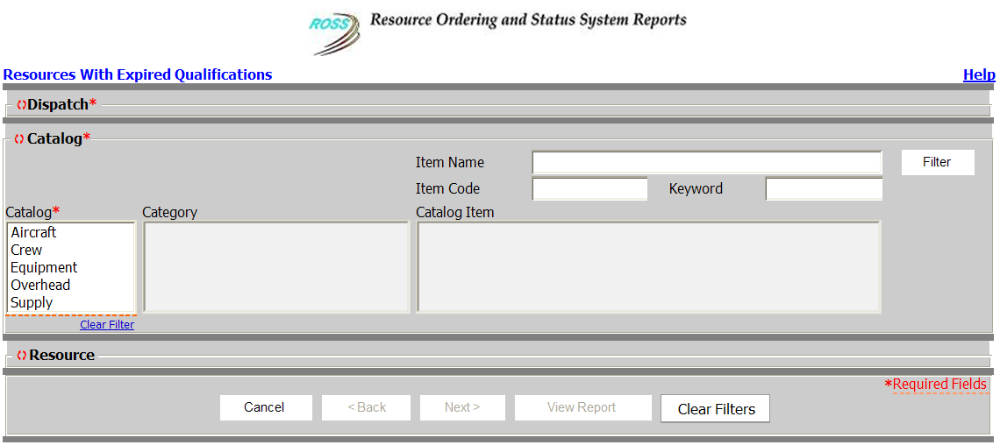 ROSS Resource Ordering and Status System Reports
Resources With Expired Qualifications Help
Dispatch*
Catalog*
Item Name Filter
Item Code Keyword
Catalog* Category Catalog Item
Aircraft
Crew
Equipment
Overhead
Supply
Clear Filter
Resource
*Required Fields
Cancel < Back Next > View Report Clear Filters